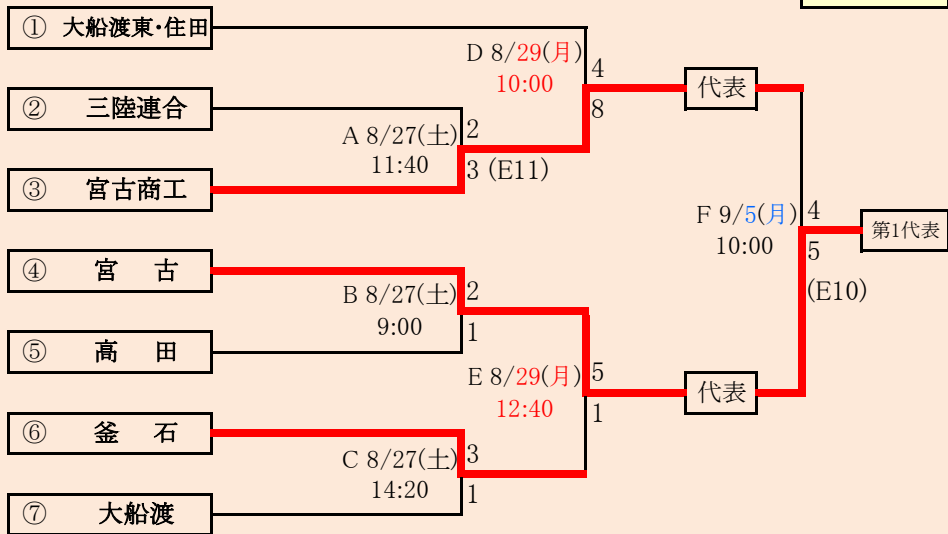 ① 大船渡東･住田
② 三陸連合
③ 宮古商工
④ 宮 古
⑤ 高 田
⑥ 釜 石
⑦ 大船渡
A 8/27(土)
11:40
2
3 (E11)
B 8/27(土)
9:00
2
1
C 8/27(土)
14:20
3
1
D 8/29(月)
10:00
4
8
E 8/29(月)
12:40
5
1
代表
代表
F 9/5(月)
10:00
4
5
(E10)
第1代表